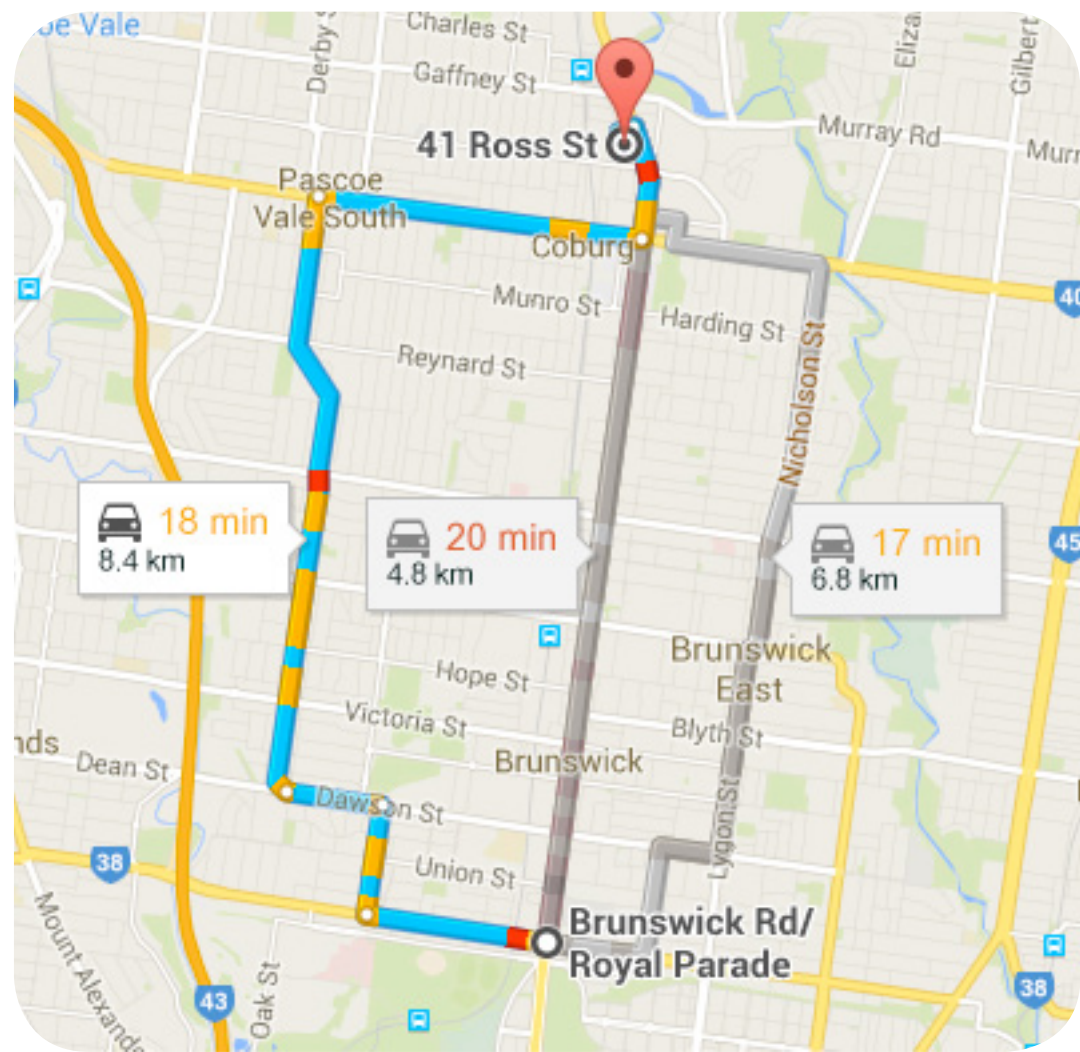 oe Vale
Charles St
Derby S
Gaffney St
Eliza
Gilbert
Murray Rd
Murr
41 Ross St
Pascoe
Vale South
Coburg
40
Munro St
Harding St
Reynard St
Nicholson St
18 min
8.4 km
20 min
4.8 km
17 min
6.8 km
45
Brunswick
East
Hope St
Victoria St
Blyth St
nds
Dean St
Brunswick
Dawson St
Lygon St
38
Union St
Brunswick Rd/
Royal Parade
Mount Alexande
Oak St
43
38